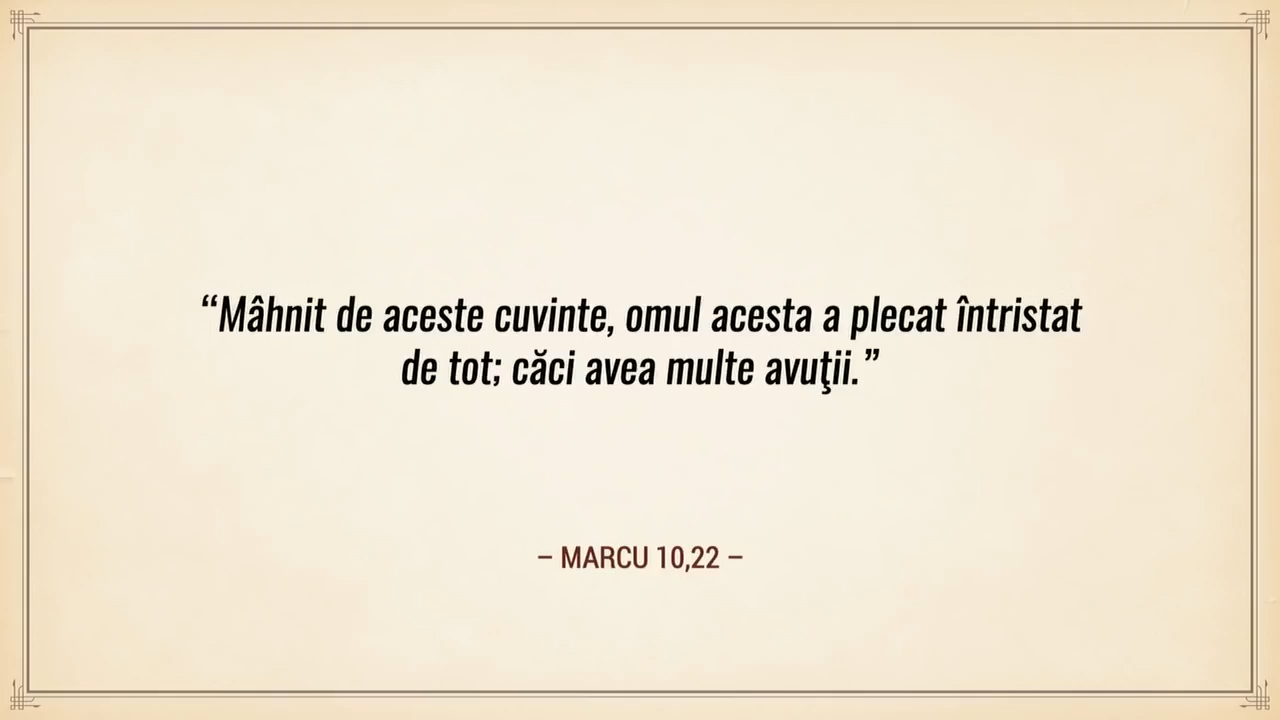 “Mâhnit de aceste cuvinte, omul acesta a plecat întristat
de tot; căci avea multe avuţii.”
– MARCU 10,22 –